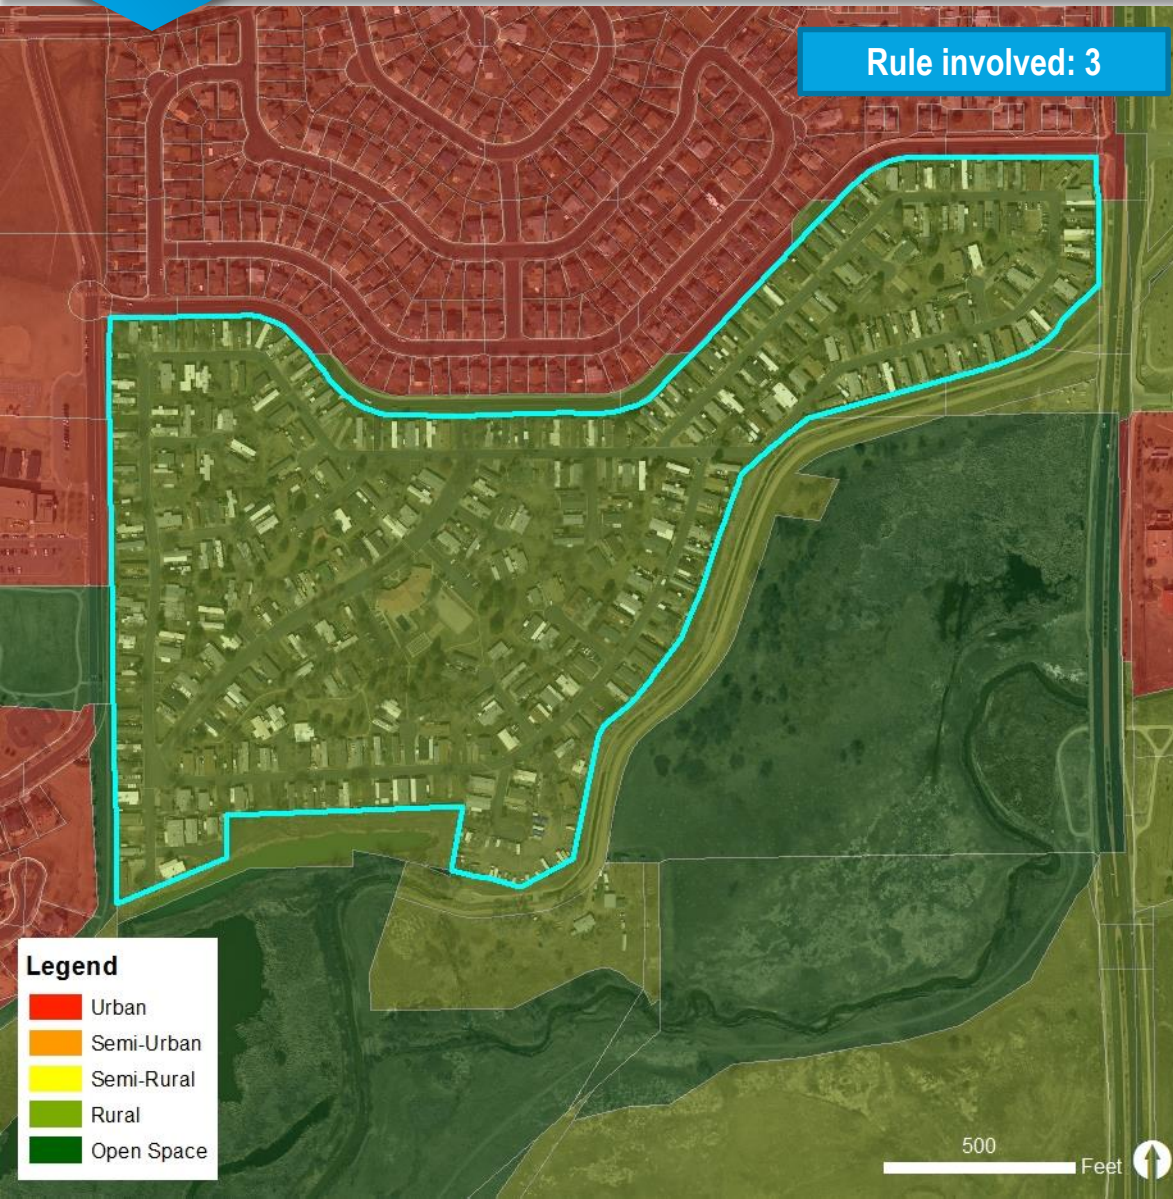 Rule involved: 3
Legend
Urban
Semi-Urban
Semi-Rural
Rural
Open Space
500
Feet